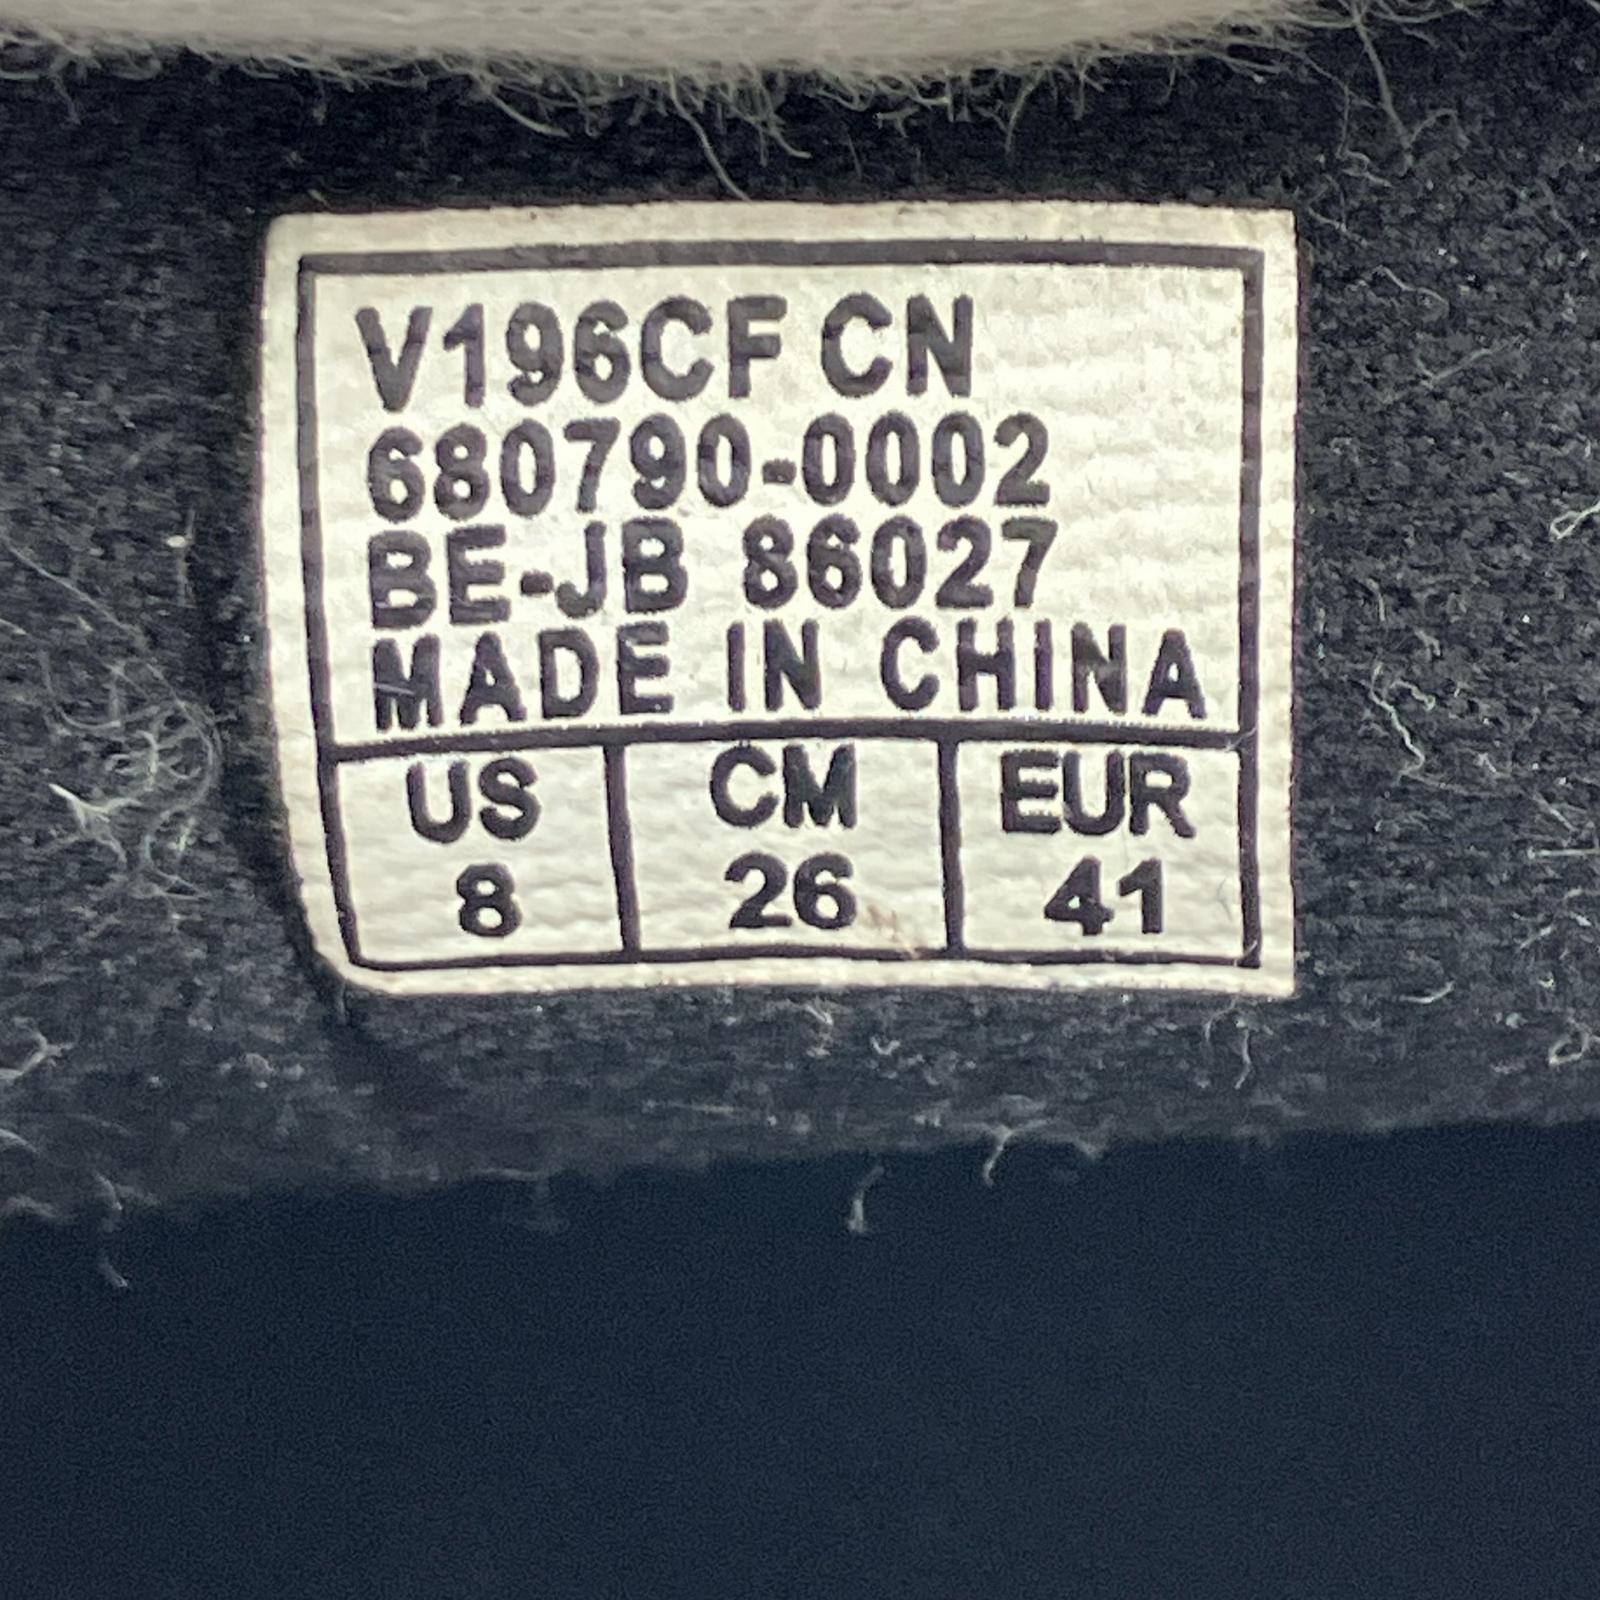 V196CF CN
680790-0002
BE-JB 86027
MADE IN CHINA
US CM EUR
8 26 41